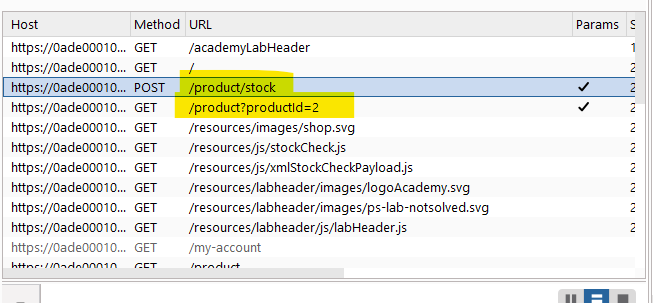 Host Method URL Params S
https://0ade00010... GET /academyLabHeader 1
https://0ade00010... GET / 2
https://0ade00010... POST /product/stock ✓ 2
https://0ade00010... GET /product?productId=2 ✓ 2
https://0ade00010... GET /resources/images/shop.svg 2
https://0ade00010... GET /resources/js/stockCheck.js 2
https://0ade00010... GET /resources/js/xmlStockCheckPayload.js 2
https://0ade00010... GET /resources/labheader/images/logoAcademy.svg 2
https://0ade00010... GET /resources/labheader/images/ps-lab-notsolved.svg 2
https://0ade00010... GET /resources/labheader/js/labHeader.js 2
https://0ade00010... GET /my-account
https://0ade00010... GET /product